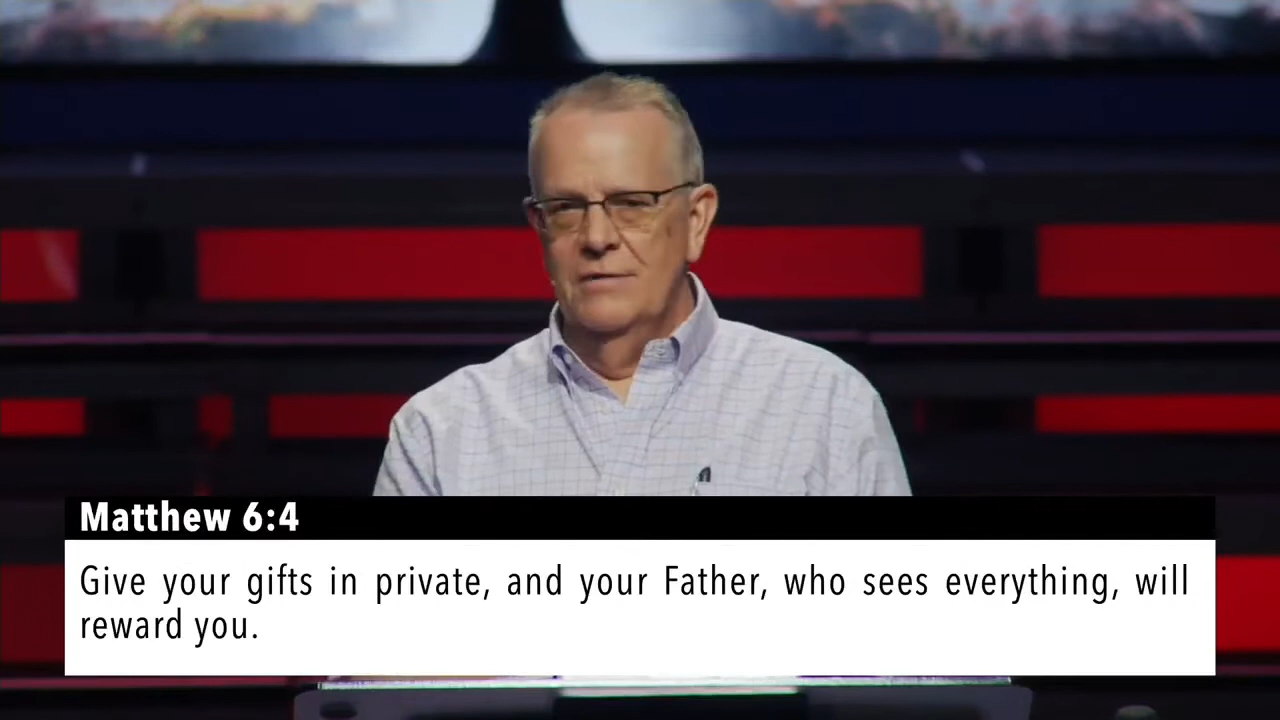 Matthew 6:4
Give your gifts in private, and your Father, who sees everything, will
reward you.